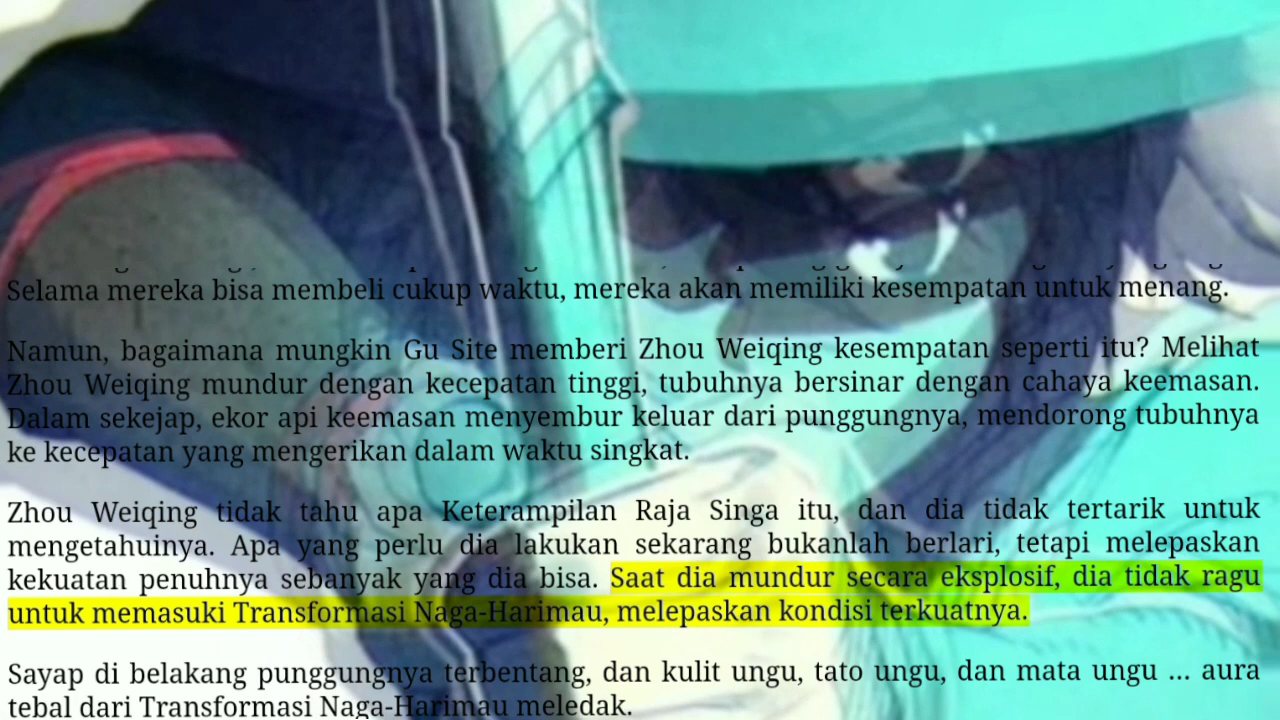 Selama mereka bisa membeli cukup waktu, mereka akan memiliki kesempatan untuk menang.
Namun, bagaimana mungkin Gu Site memberi Zhou Weiqing kesempatan seperti itu? Melihat
Zhou Weiqing mundur dengan kecepatan tinggi, tubuhnya bersinar dengan cahaya keemasan.
Dalam sekejap, ekor api keemasan menyembur keluar dari punggungnya, mendorong tubuhnya
ke kecepatan yang mengerikan dalam waktu singkat.
Zhou Weiqing tidak tahu apa Keterampilan Raja Singa itu, dan dia tidak tertarik untuk
mengetahuinya. Apa yang perlu dia lakukan sekarang bukanlah berlari, tetapi melepaskan
kekuatan penuhnya sebanyak yang dia bisa. Saat dia mundur secara eksplosif, dia tidak ragu
untuk memasuki Transformasi Naga-Harimau, melepaskan kondisi terkuatnya.
Sayap di belakang punggungnya terbentang, dan kulit ungu, tato ungu, dan mata ungu ... aura
tebal dari Transformasi Naga-Harimau meledak.